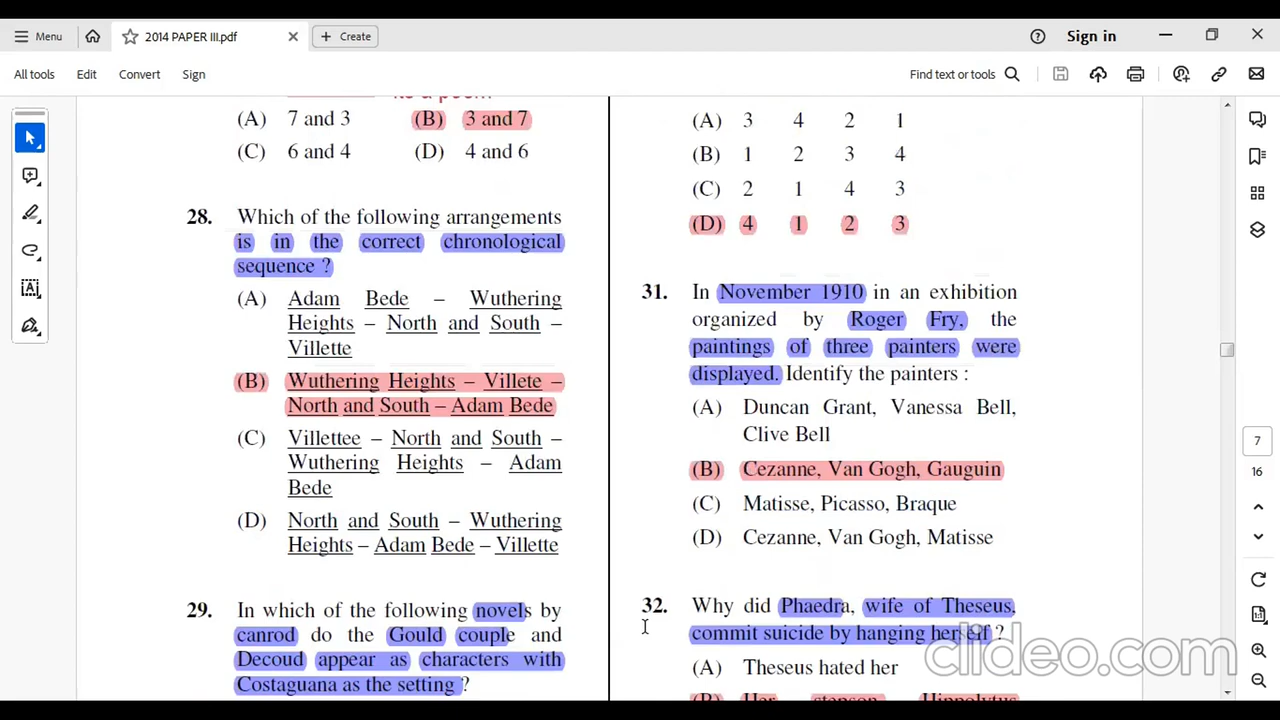 Menu
2014 PAPER III.pdf
Create
Sign in
All tools
Edit
Convert
Sign
Find text or tools
its a poem
(A) 7 and 3 (B) 3 and 7
(C) 6 and 4 (D) 4 and 6
28. Which of the following arrangements
is in the correct chronological
sequence ?
(A) Adam Bede – Wuthering
Heights – North and South –
Villette
(B) Wuthering Heights – Villete –
North and South – Adam Bede
(C) Villettee – North and South –
Wuthering Heights – Adam
Bede
(D) North and South – Wuthering
Heights – Adam Bede – Villette
29. In which of the following novels by
canrod do the Gould couple and
Decoud appear as characters with
Costaguana as the setting ?
(A) 3 4 2 1
(B) 1 2 3 4
(C) 2 1 4 3
(D) 4 1 2 3
31. In November 1910 in an exhibition
organized by Roger Fry, the
paintings of three painters were
displayed. Identify the painters :
(A) Duncan Grant, Vanessa Bell,
Clive Bell
(B) Cezanne, Van Gogh, Gauguin
(C) Matisse, Picasso, Braque
(D) Cezanne, Van Gogh, Matisse
32. Why did Phaedra, wife of Theseus,
commit suicide by hanging herself ?
(A) Theseus hated her
(B) Her stepson Hippolytus
7
16
clideo.com